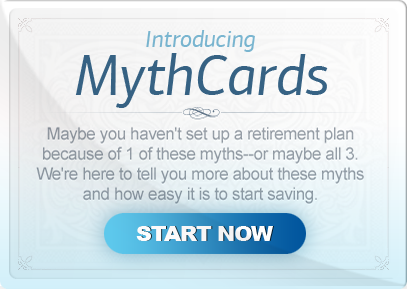 Introducing
MythCards
Maybe you haven't set up a retirement plan
because of 1 of these myths--or maybe all 3.
We're here to tell you more about these myths
and how easy it is to start saving.
START NOW